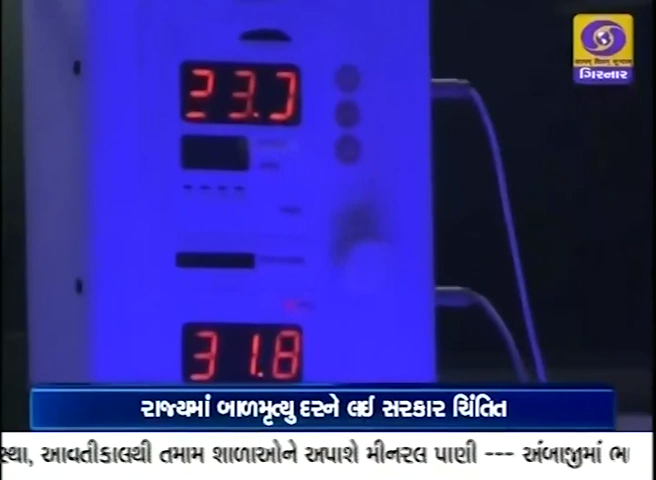 23.7
ગિરનાર
31.8
રાજ્યમાં બાળમૃત્યુ દરને લઈ સરકાર ચિંતિત
સ્થા, આવતીકાલથી તમામ શાળાઓને અપાશે મીનરલ પાણી --- અંબાજીમાં ભ